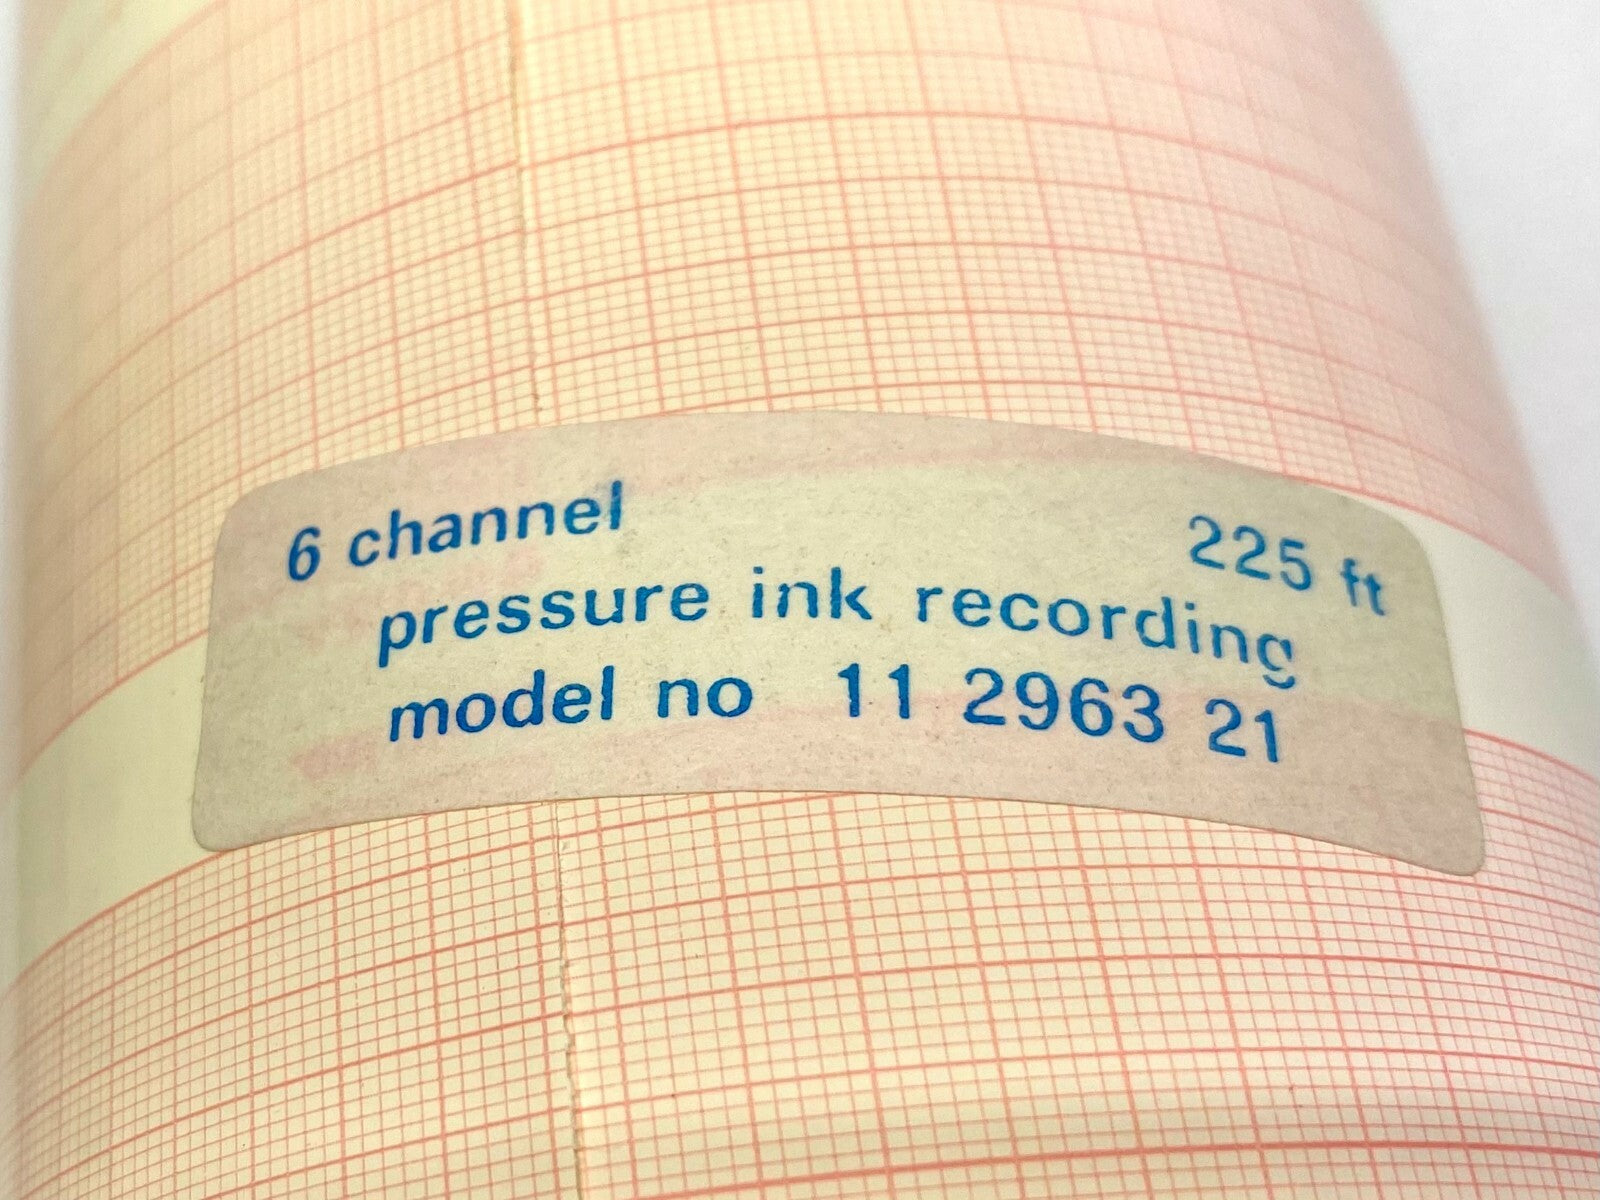 6 channel 225 ft
pressure ink recording
model no 11 2963 21